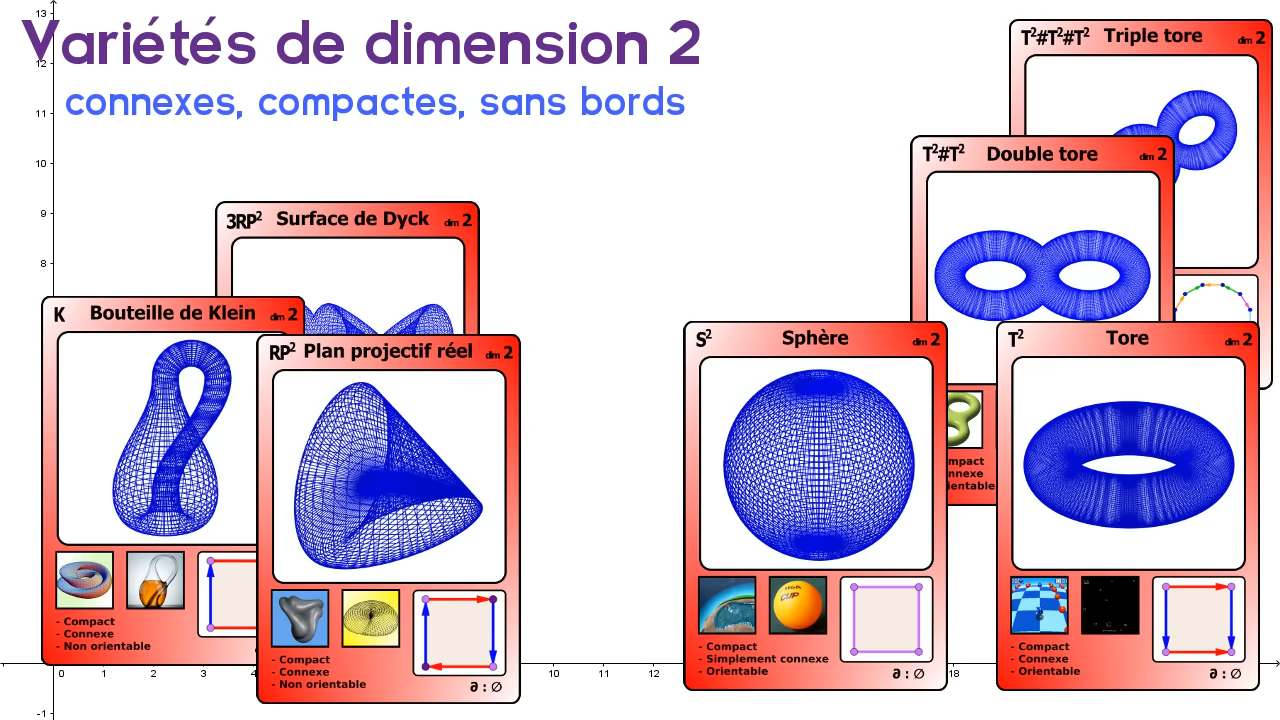 Variétés de dimension 2
connexes, compactes, sans bords
13
12
11
10
9
8
-1
0
1
2
3
4
10
11
12
18
3RP² Surface de Dyck dim 2
K Bouteille de Klein dim 2
- Compact
- Connexe
- Non orientable
RP² Plan projectif réel dim 2
- Compact
- Connexe
- Non orientable
∂ : ∅
S² Sphère dim 2
CUP
- Compact
- Simplement connexe
- Orientable
∂ : ∅
T²#T²#T² Triple tore dim 2
T²#T² Double tore dim 2
mpact
nnexe
ientable
T² Tore dim 2
- Compact
- Connexe
- Orientable
∂ : ∅